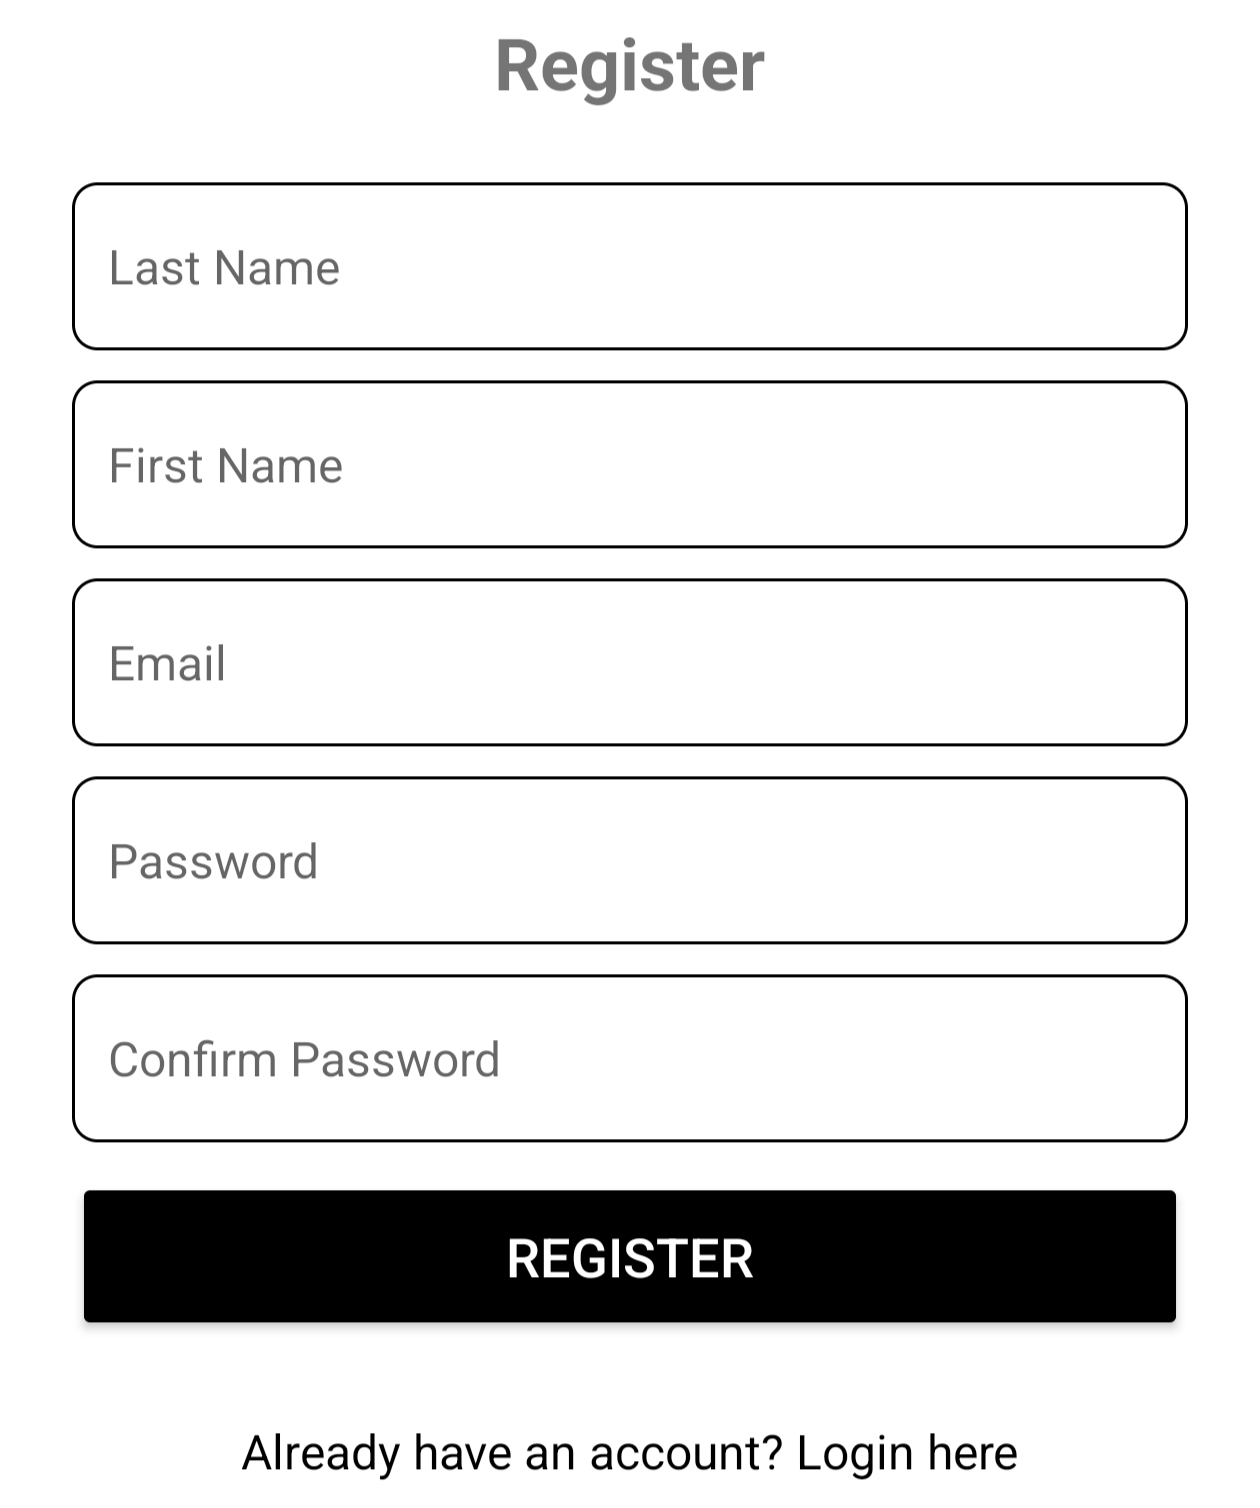 Register
Last Name
First Name
Email
Password
Confirm Password
REGISTER
Already have an account? Login here